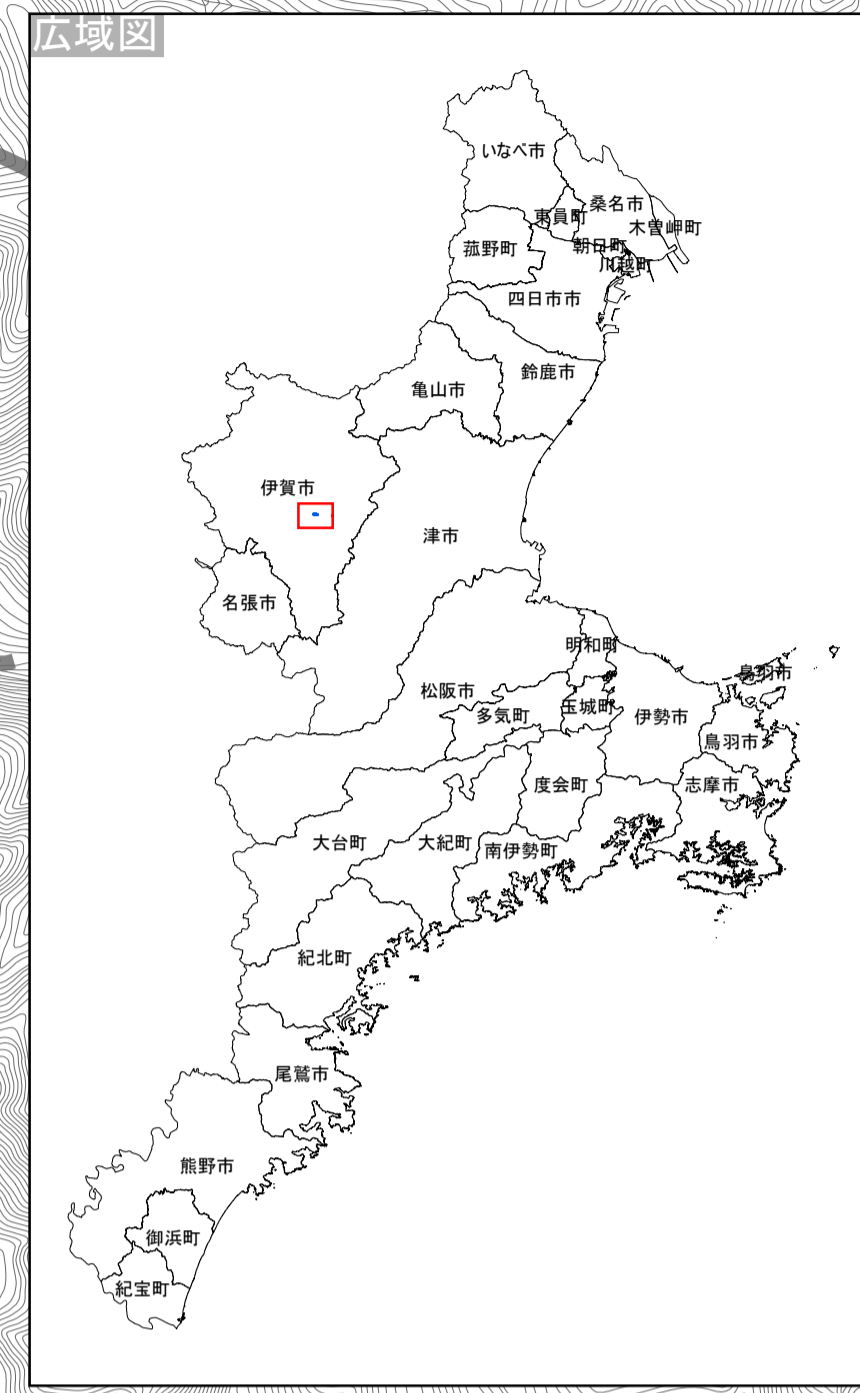 広域図
いなべ市
桑名市
東員町
木曽岬町
朝日町
菰野町
川越町
四日市市
鈴鹿市
亀山市
伊賀市
津市
名張市
明和町
鳥羽市
松阪市
玉城町
多気町
伊勢市
鳥羽市
度会町
志摩市
大台町
大紀町
南伊勢町
紀北町
尾鷲市
熊野市
御浜町
紀宝町